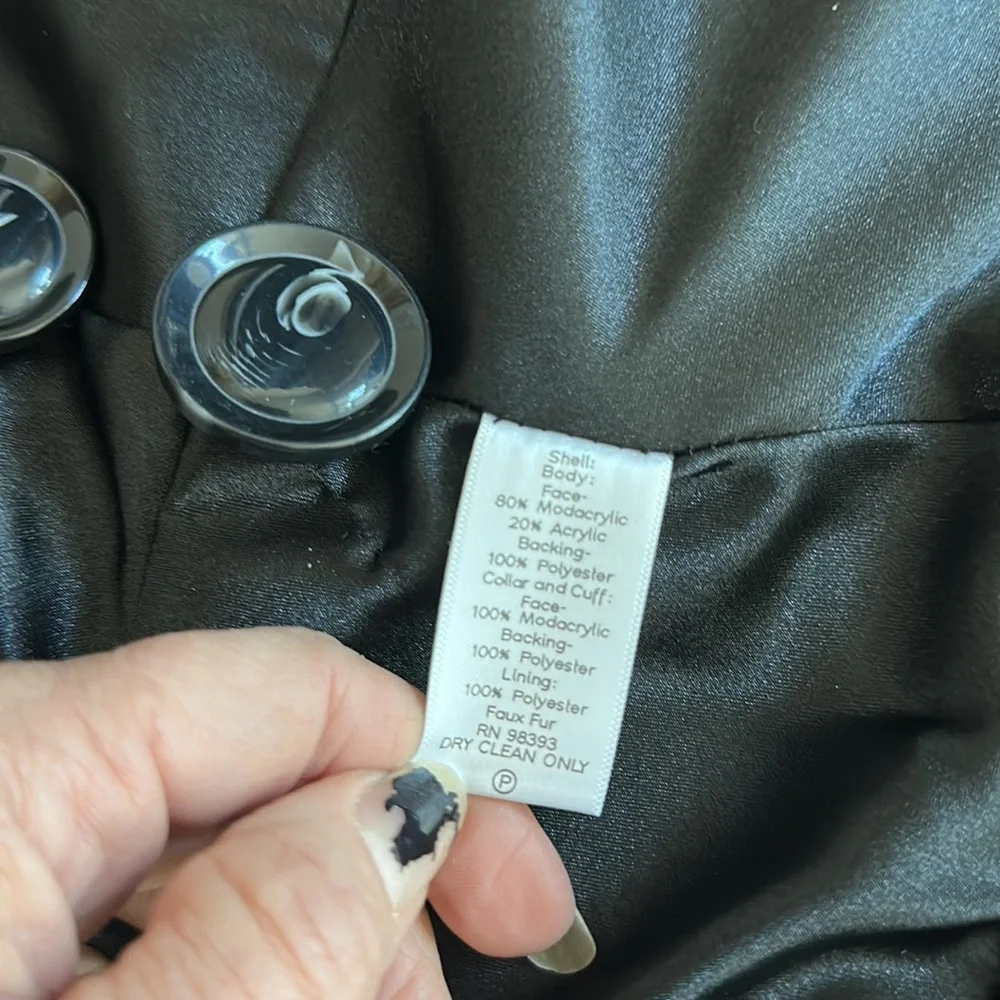 Shell:
Body:
Face-
80% Modacrylic
20% Acrylic
Backing-
100% Polyester
Collar and Cuff:
Face-
100% Modacrylic
Backing-
100% Polyester
Lining:
100% Polyester
Faux Fur
RN 98393
DRY CLEAN ONLY
P